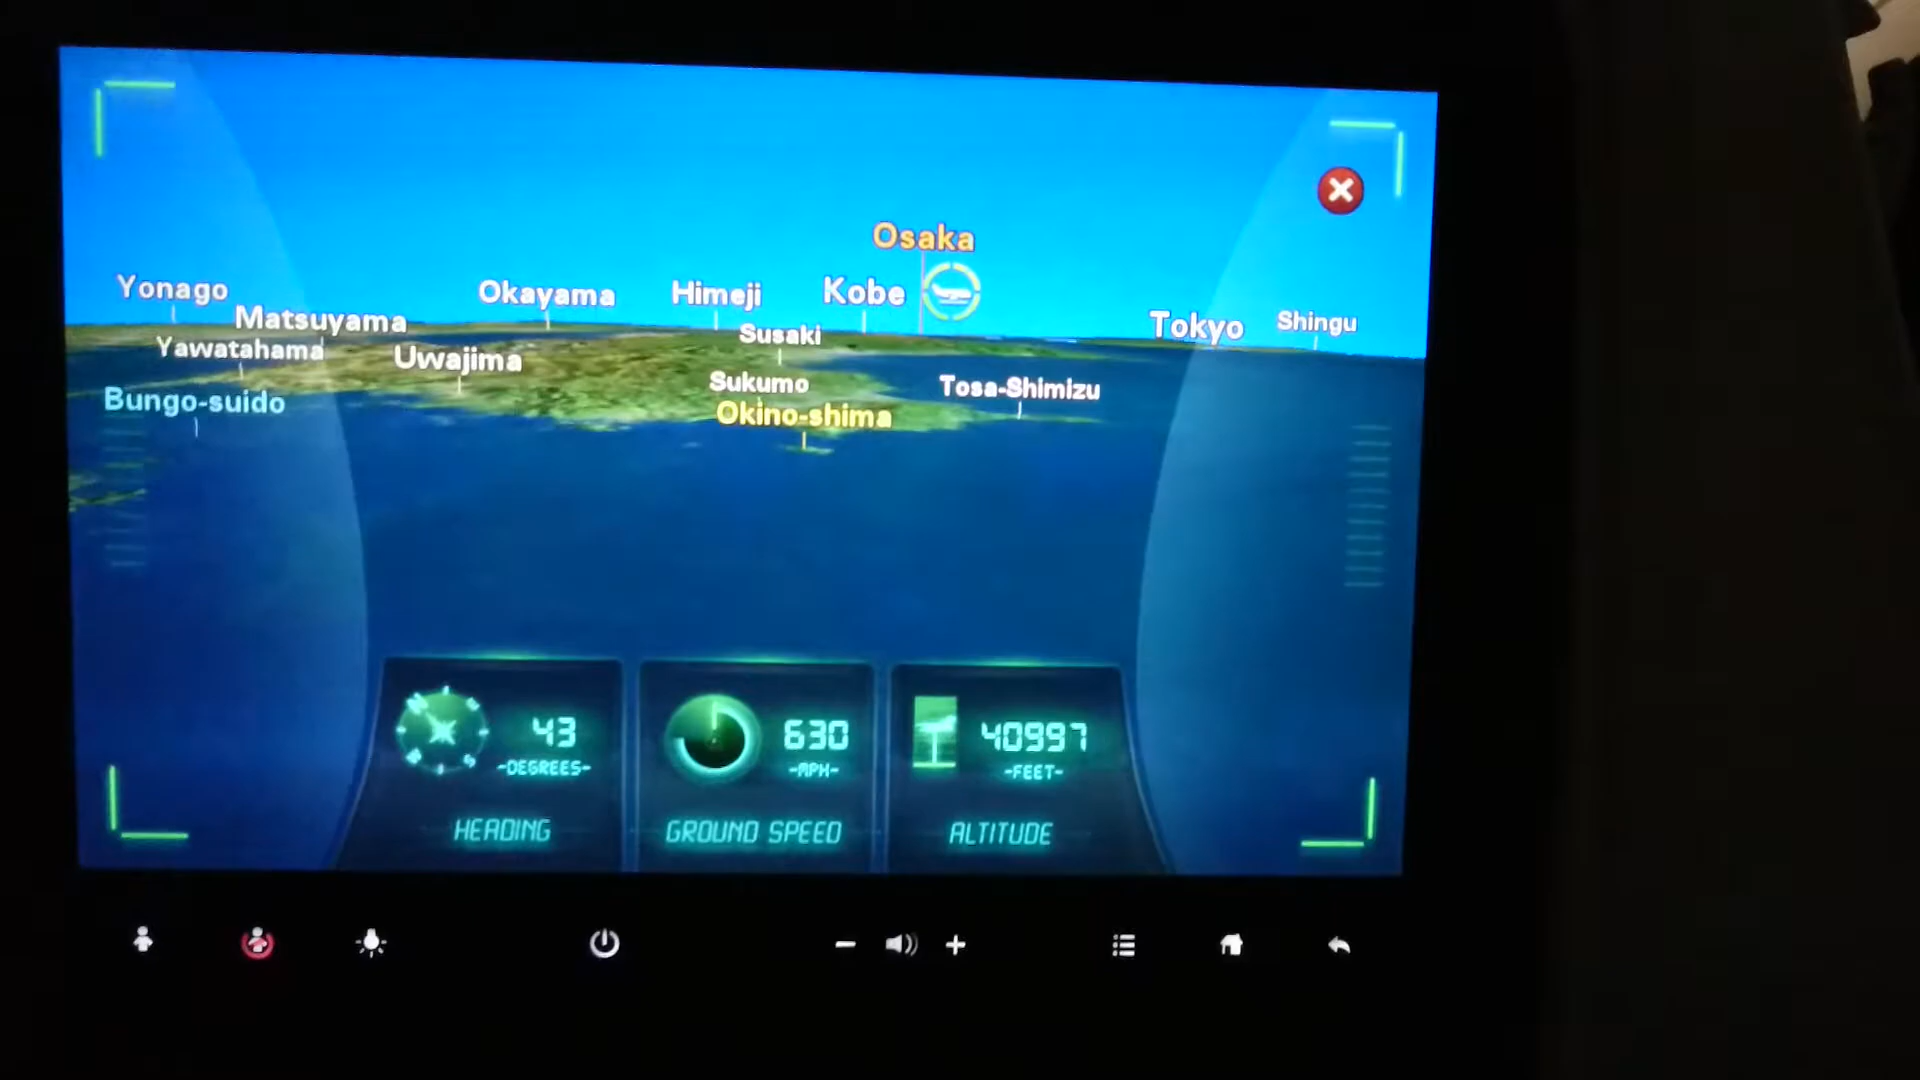 Osaka
Yonago
Okayama
Himeji
Kobe
Matsuyama
Susaki
Tokyo
Shingu
Yawatahama
Uwajima
Sukumo
Tosa-Shimizu
Bungo-suido
Okino-shima
43
-DEGREES-
HEADING
630
-MPH-
GROUND SPEED
40997
-FEET-
ALTITUDE